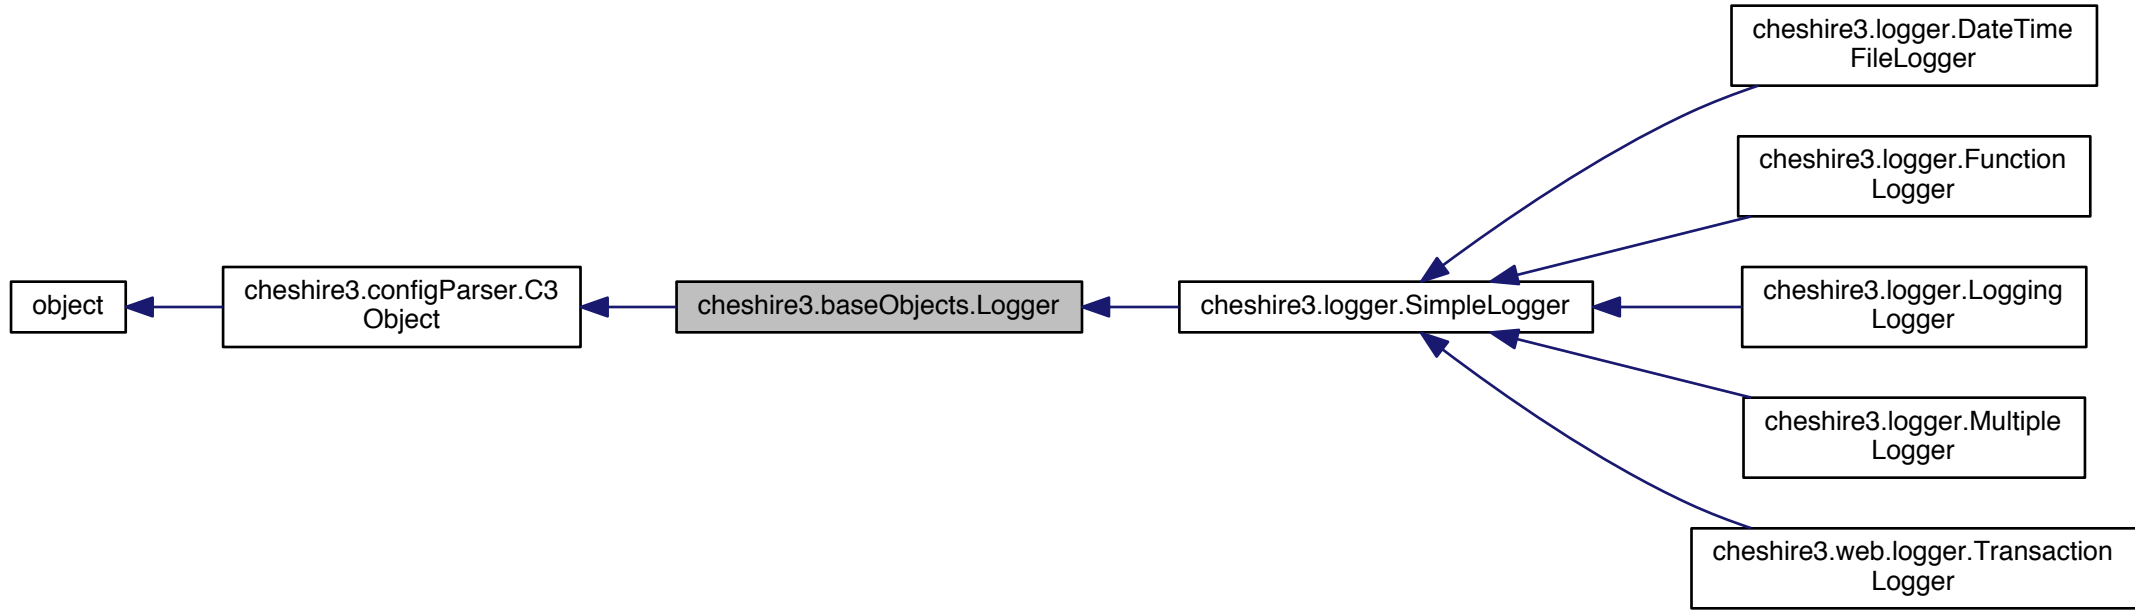 cheshire3.logger.DateTime
FileLogger
cheshire3.logger.Function
Logger
object
cheshire3.configParser.C3
Object
cheshire3.baseObjects.Logger
cheshire3.logger.SimpleLogger
cheshire3.logger.Logging
Logger
cheshire3.logger.Multiple
Logger
cheshire3.web.logger.Transaction
Logger